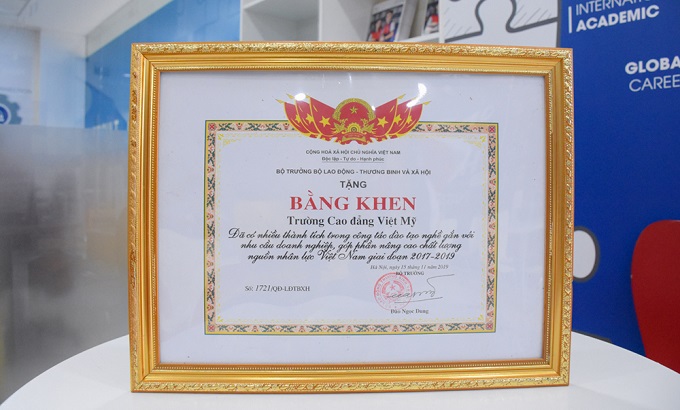 INTERNATI
ACADEMIC
GLOBA
CAREE
CỘNG HOÀ XÃ HỘI CHỦ NGHĨA VIỆT NAM
Độc lập - Tự do - Hạnh phúc
BỘ TRƯỞNG BỘ LAO ĐỘNG - THƯƠNG BINH VÀ XÃ HỘI
TẶNG
BẰNG KHEN
Trường Cao đẳng Việt Mỹ
Đã có nhiều thành tích trong công tác đào tạo nghề gắn với
nhu cầu doanh nghiệp, góp phần nâng cao chất lượng
nguồn nhân lực Việt Nam giai đoạn 2017-2019
Hà Nội, ngày 15 tháng 11 năm 2019
BỘ TRƯỞNG
Số: 1721/QĐ-LĐTBXH
Đào Ngọc Dung